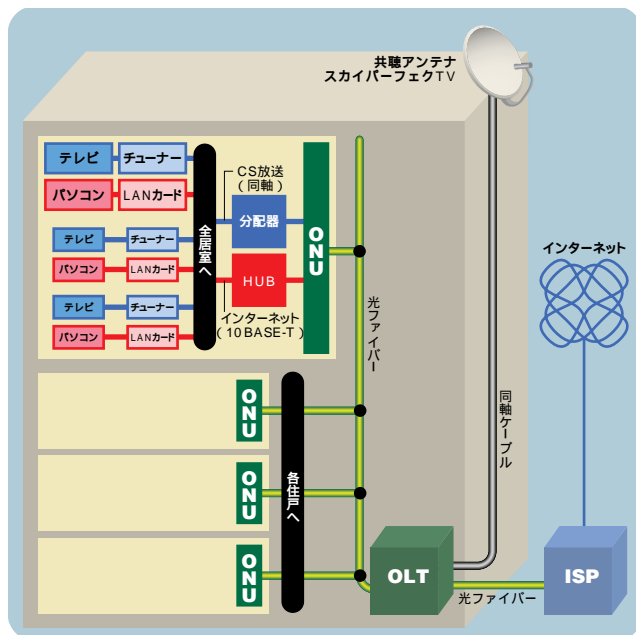 共聴アンテナ
スカイパーフェクTV
テレビ
チューナー
パソコン
LANカード
テレビ
チューナー
パソコン
LANカード
テレビ
チューナー
パソコン
LANカード
全居室へ
CS放送
(同軸)
分配器
HUB
インターネット
(10BASE-T)
ONU
光ファイバー
同軸ケーブル
インターネット
ONU
ONU
ONU
各住戸へ
OLT
光ファイバー
ISP